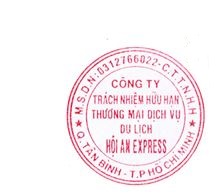 M.S.D.N:0312766022-C.T.T.N.H.H
CÔNG TY
TRÁCH NHIỆM HỮU HẠN
THƯƠNG MẠI DỊCH VỤ
DU LỊCH
HỘI AN EXPRESS
Q.TÂN BÌNH - T.P HỒ CHÍ MINH